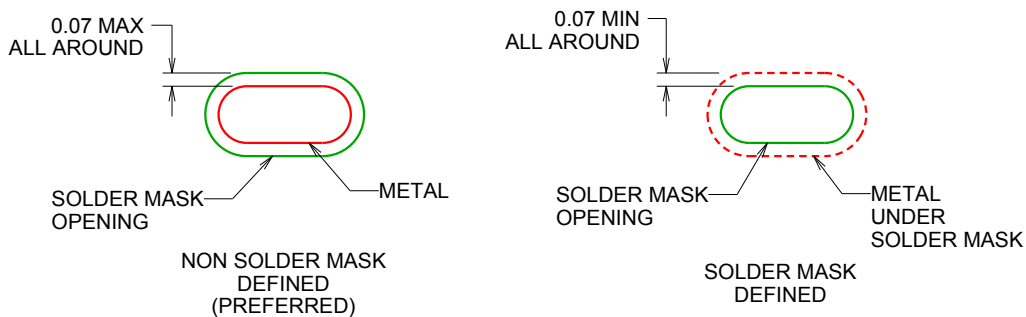 0.07 MAX
ALL AROUND
SOLDER MASK
OPENING
METAL
NON SOLDER MASK
DEFINED
(PREFERRED)
0.07 MIN
ALL AROUND
SOLDER MASK
OPENING
METAL
UNDER
SOLDER MASK
SOLDER MASK
DEFINED